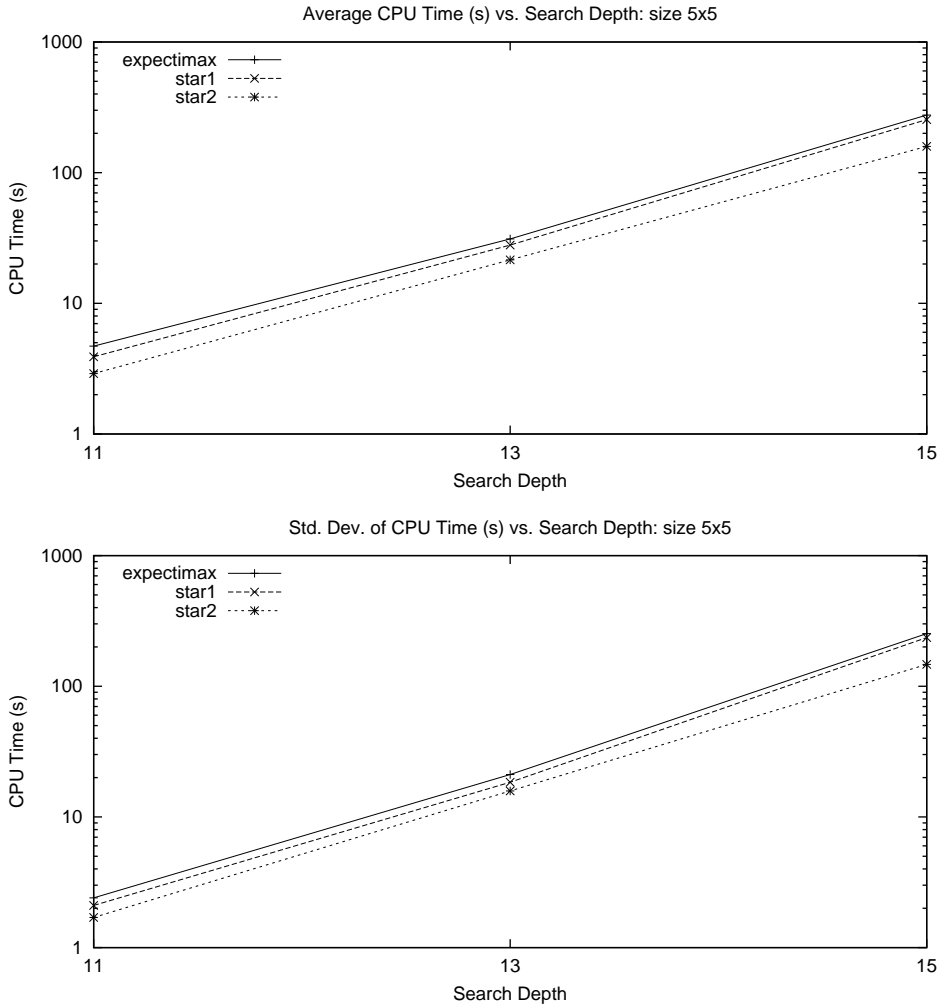 Average CPU Time (s) vs. Search Depth: size 5x5
1000
100
10
1
CPU Time (s)
expectimax
star1
star2
11 13 15
Search Depth
Std. Dev. of CPU Time (s) vs. Search Depth: size 5x5
1000
100
10
1
CPU Time (s)
expectimax
star1
star2
11 13 15
Search Depth